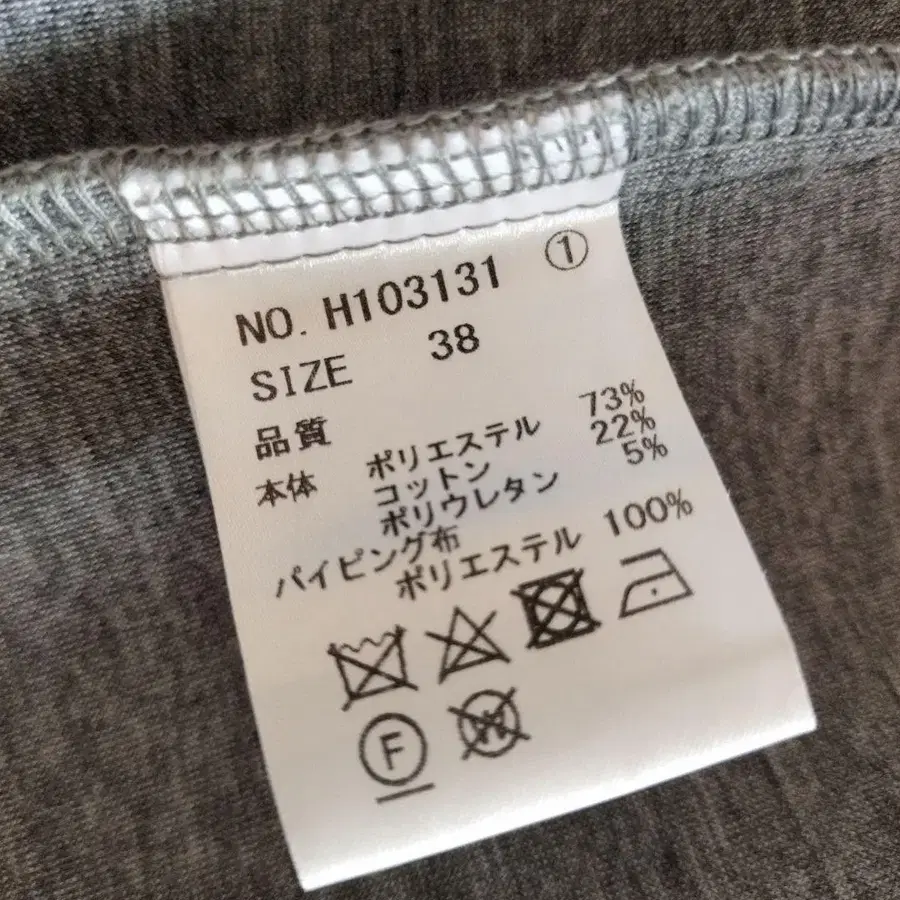 NO. H103131 ①
SIZE 38
品質
本体 ポリエステル 73%
コットン 22%
ポリウレタン 5%
パイピング布
ポリエステル 100%
F W